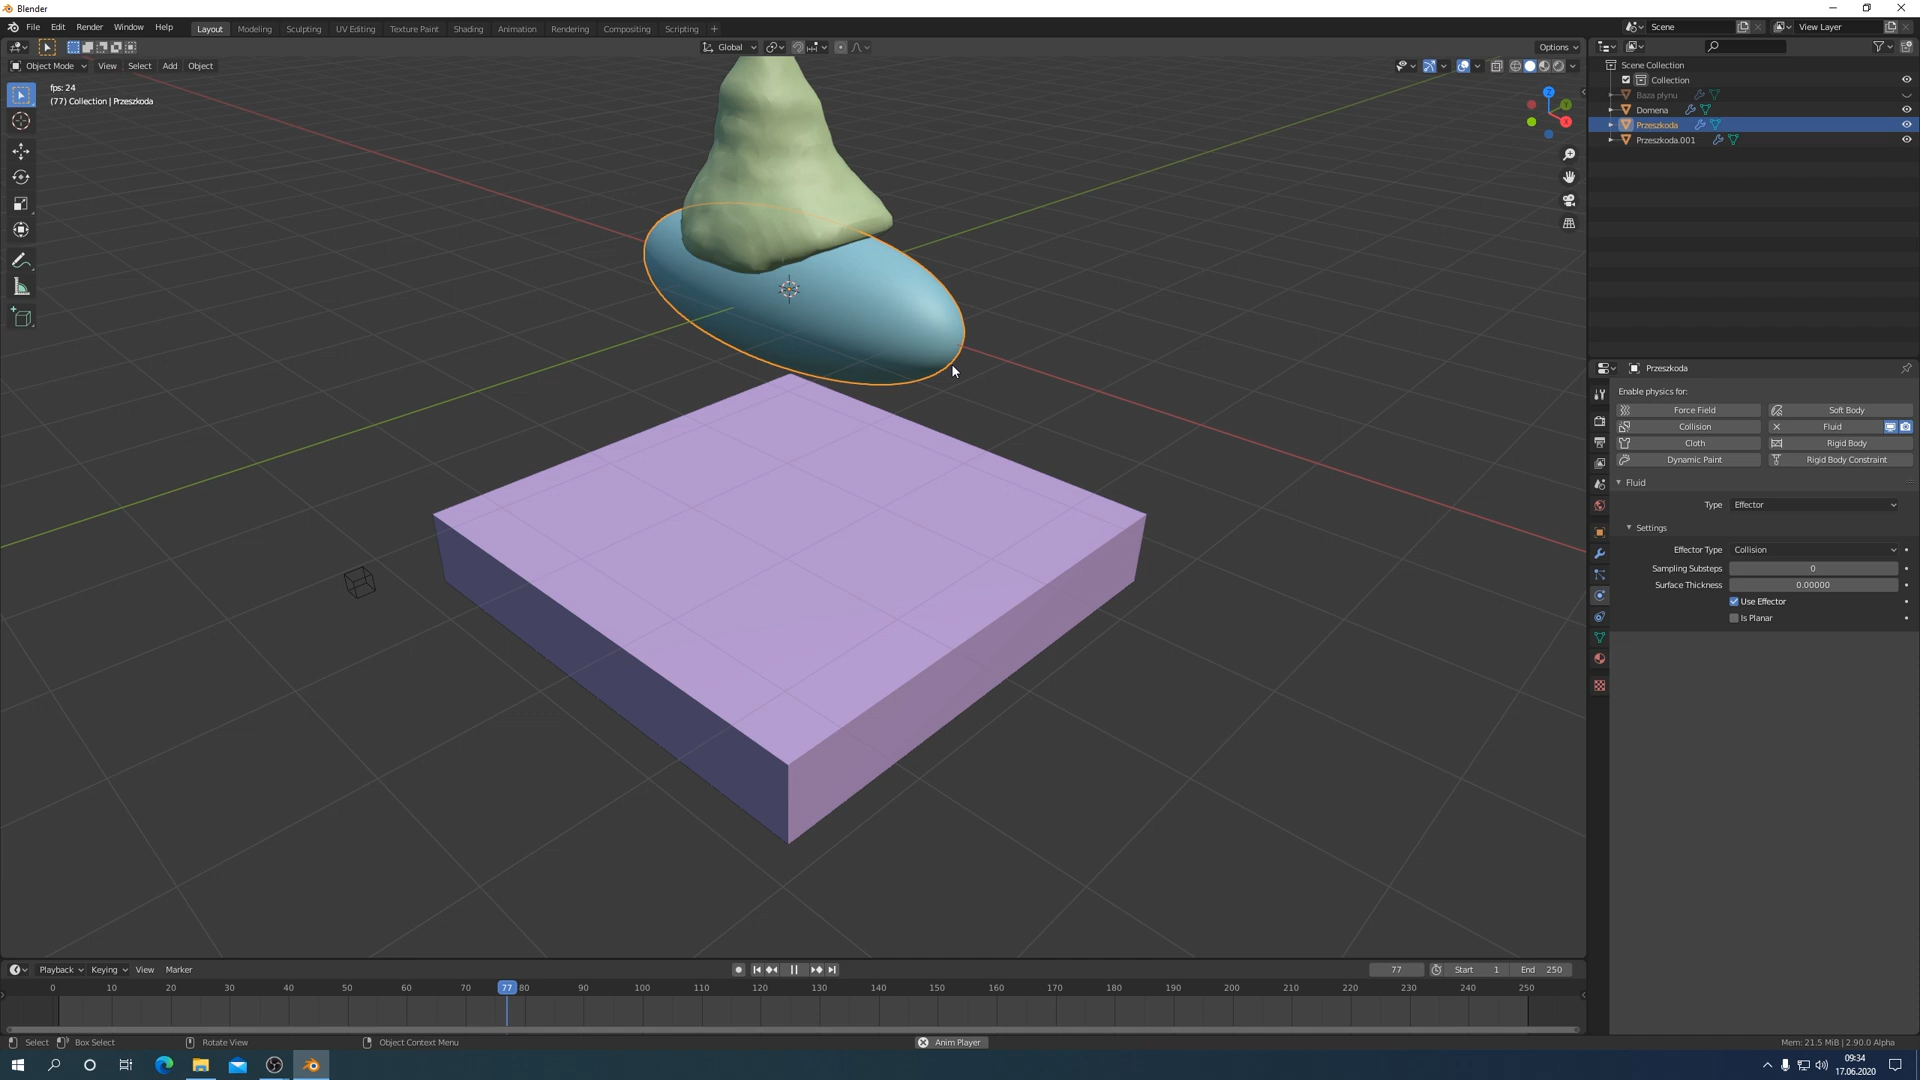 Blender
File Edit Render Window Help
Layout Modeling Sculpting UV Editing Texture Paint Shading Animation Rendering Compositing Scripting +
Scene
View Layer
Global
Options
Object Mode View Select Add Object
fps: 24
(77) Collection | Przeszkoda
Z
Y
X
Scene Collection
Collection
Baza płynu
Domena
Przeszkoda
Przeszkoda.001
Przeszkoda
Enable physics for:
Force Field Soft Body
Collision Fluid
Cloth Rigid Body
Dynamic Paint Rigid Body Constraint
Fluid
Type Effector
Settings
Effector Type Collision
Sampling Substeps 0
Surface Thickness 0.00000
Use Effector
Is Planar
Playback Keying View Marker
77 Start 1 End 250
0 10 20 30 40 50 60 70 77 80 90 100 110 120 130 140 150 160 170 180 190 200 210 220 230 240 250
Select Box Select Rotate View Object Context Menu Anim Player Mem: 21.5 MiB | 2.90.0 Alpha
09:34
17.06.2020